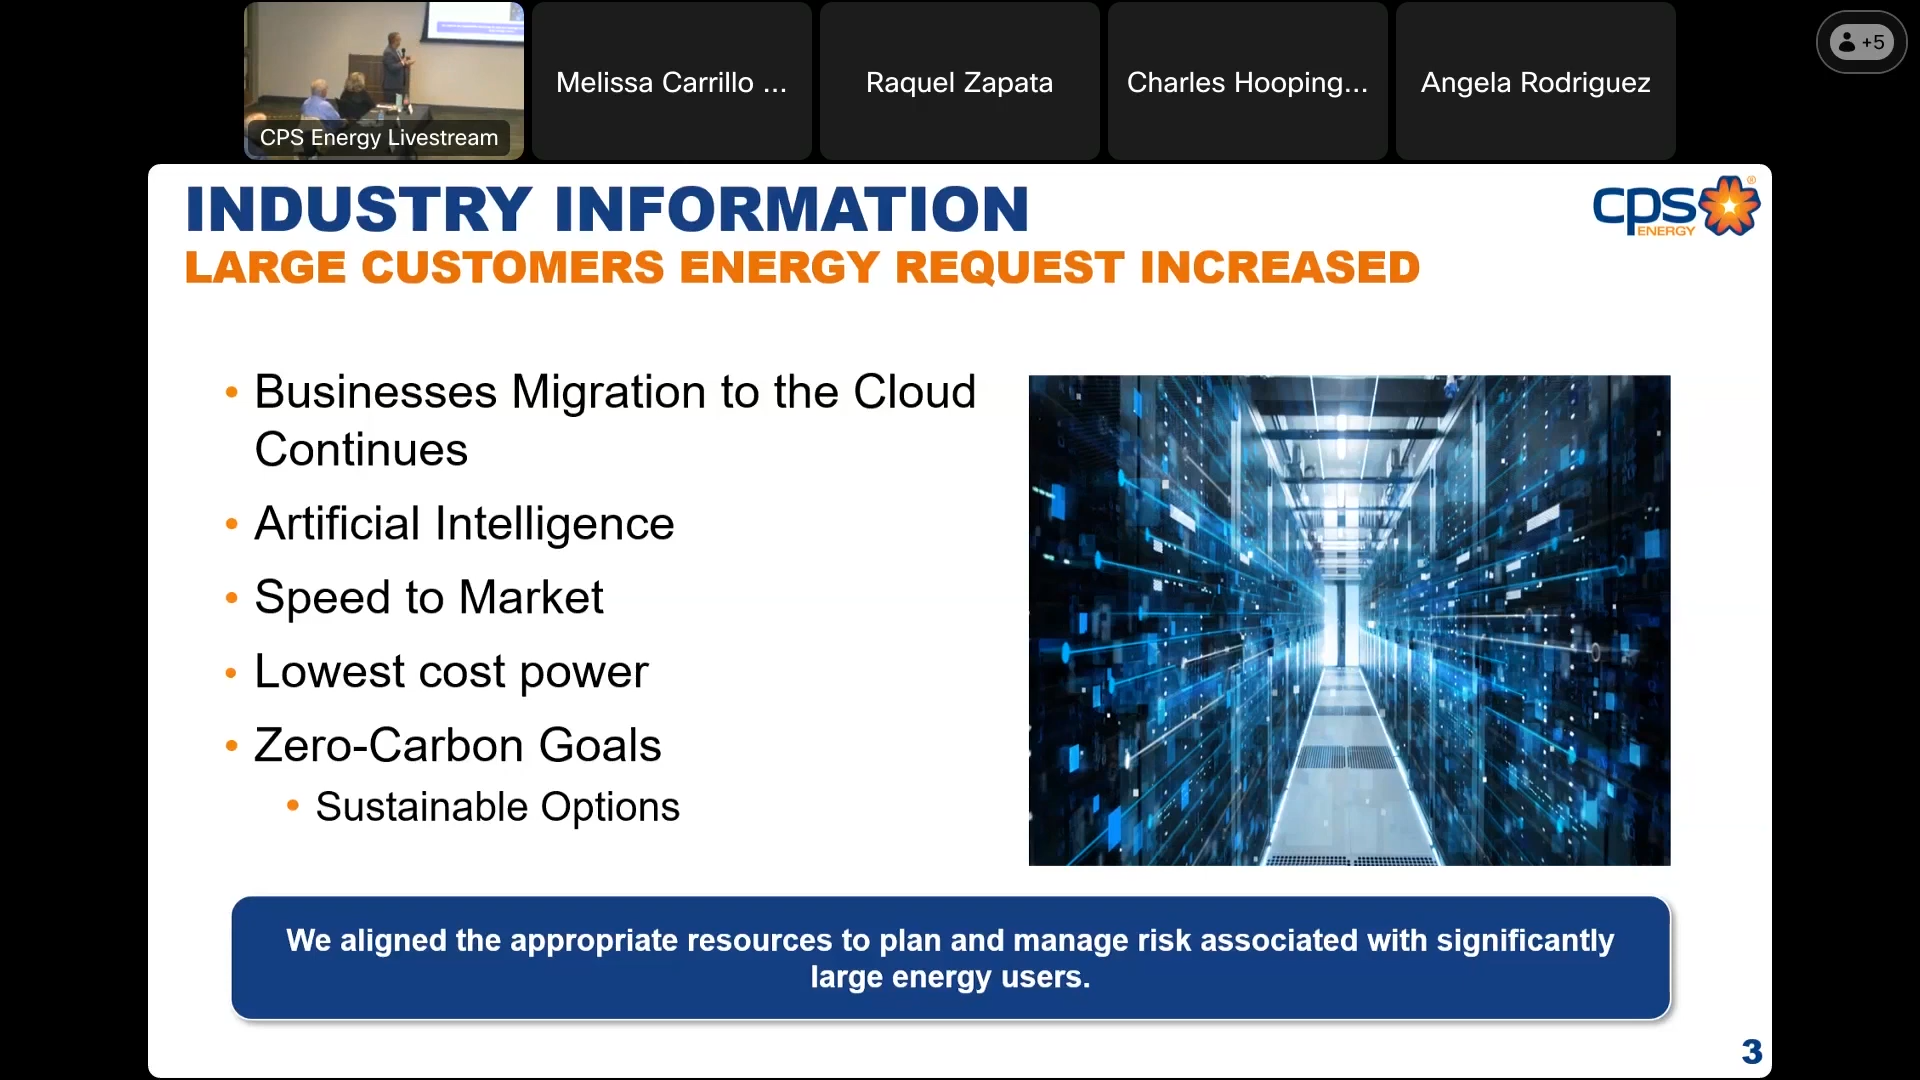 CPS Energy Livestream
Melissa Carrillo ...
Raquel Zapata
Charles Hooping...
Angela Rodriguez
+5
INDUSTRY INFORMATION
LARGE CUSTOMERS ENERGY REQUEST INCREASED
cps®
ENERGY
• Businesses Migration to the Cloud
Continues
• Artificial Intelligence
• Speed to Market
• Lowest cost power
• Zero-Carbon Goals
• Sustainable Options
We aligned the appropriate resources to plan and manage risk associated with significantly
large energy users.
3